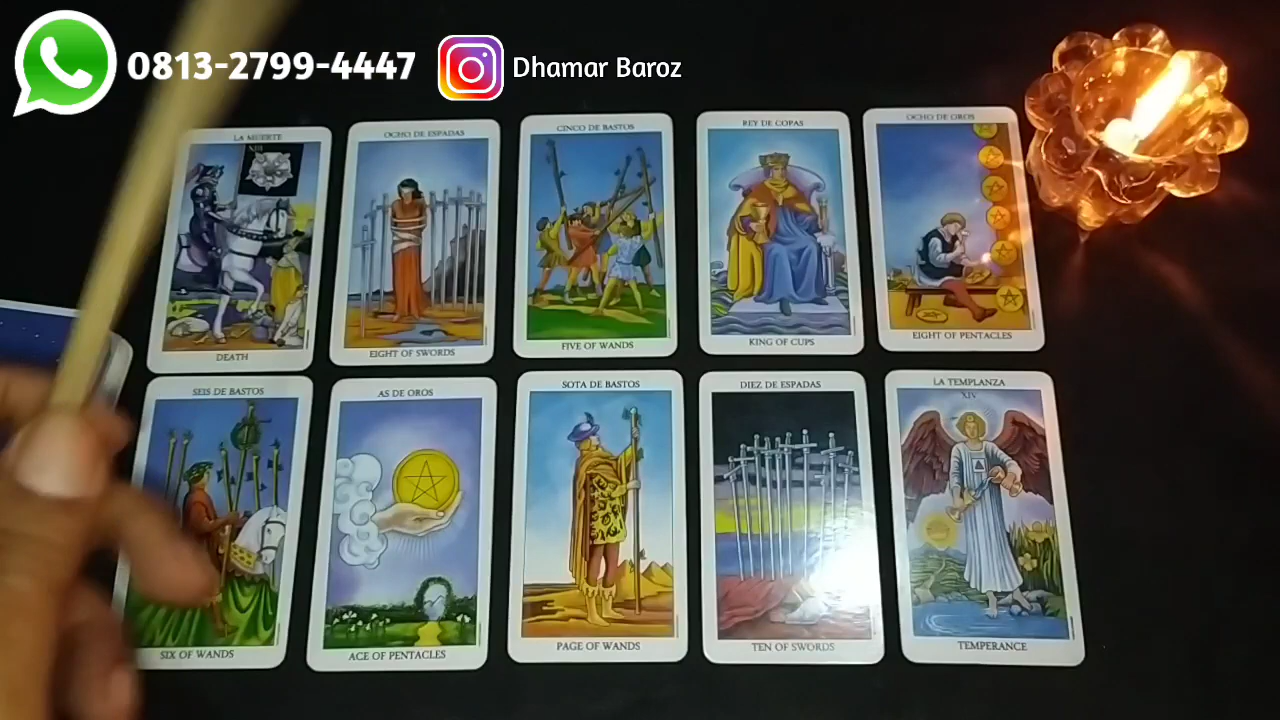 0813-2799-4447
Dhamar Baroz
LA MUERTE
XIII
DEATH
OCHO DE ESPADAS
EIGHT OF SWORDS
CINCO DE BASTOS
FIVE OF WANDS
REY DE COPAS
KING OF CUPS
OCHO DE OROS
EIGHT OF PENTACLES
SEIS DE BASTOS
SIX OF WANDS
AS DE OROS
ACE OF PENTACLES
SOTA DE BASTOS
PAGE OF WANDS
DIEZ DE ESPADAS
TEN OF SWORDS
LA TEMPLANZA
XIV
TEMPERANCE